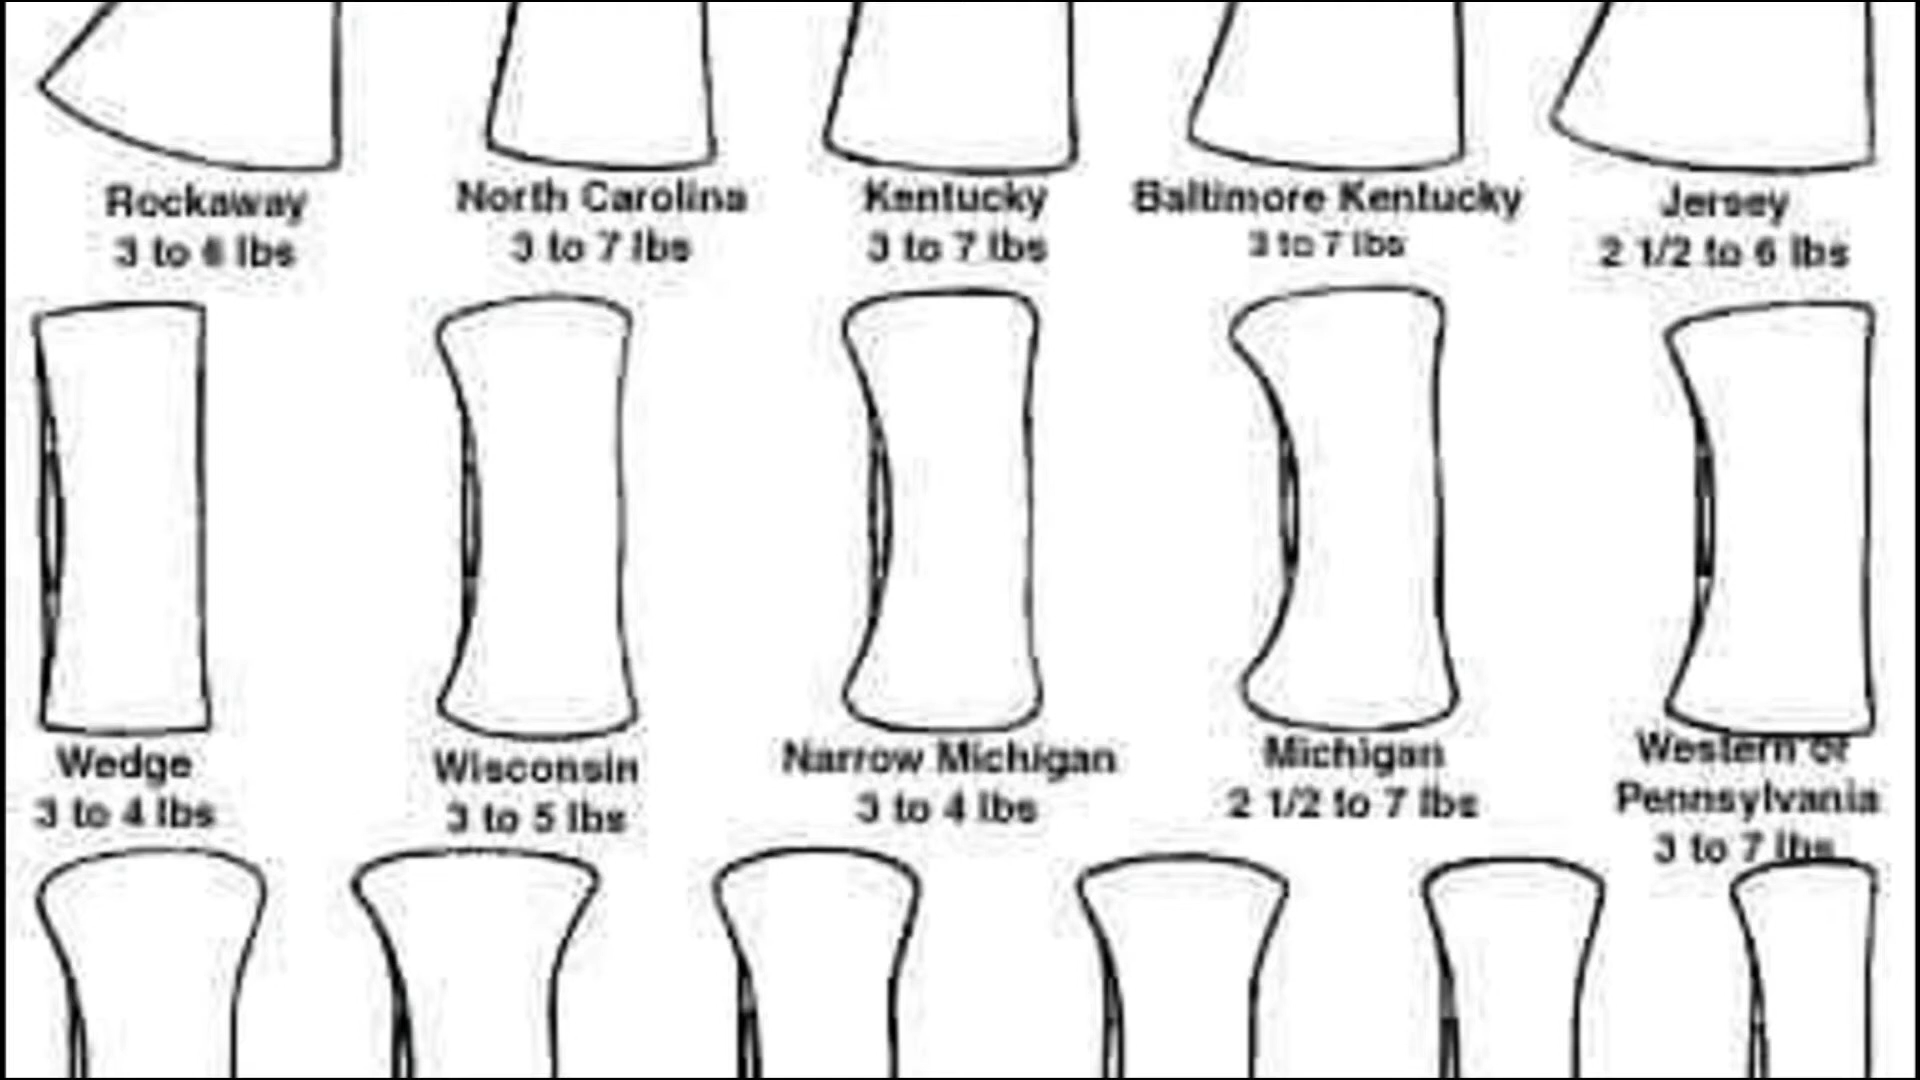 Rockaway
3 to 6 lbs
North Carolina
3 to 7 lbs
Kentucky
3 to 7 lbs
Baltimore Kentucky
3 to 7 lbs
Jersey
2 1/2 to 6 lbs
Wedge
3 to 4 lbs
Wisconsin
3 to 5 lbs
Narrow Michigan
3 to 4 lbs
Michigan
2 1/2 to 7 lbs
Western or
Pennsylvania
3 to 7 lbs